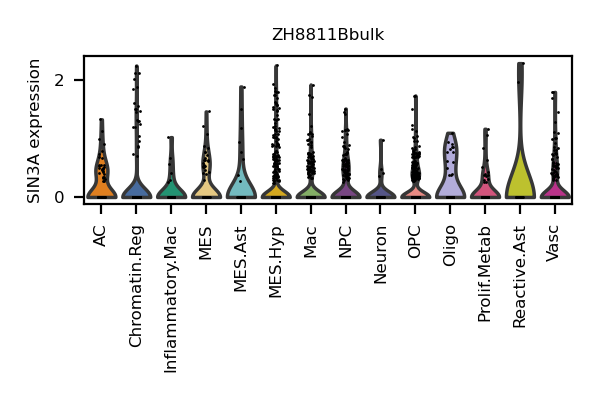 ZH8811Bbulk
SIN3A expression
2
0
AC
Chromatin.Reg
Inflammatory.Mac
MES
MES.Ast
MES.Hyp
Mac
NPC
Neuron
OPC
Oligo
Prolif.Metab
Reactive.Ast
Vasc